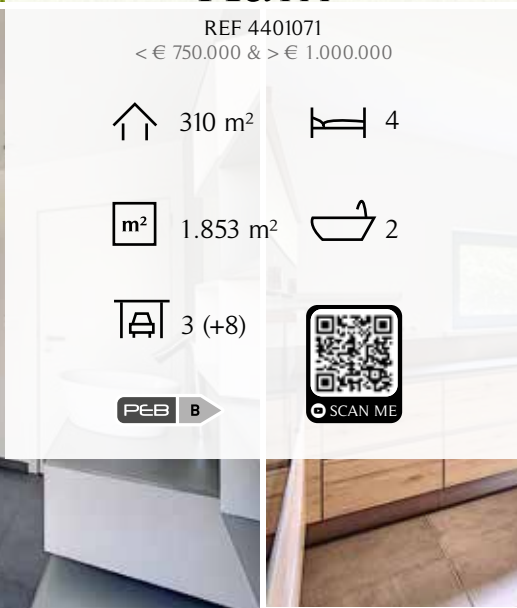 REF 4401071
< € 750.000 & > € 1.000.000
310 m²
4
m²
1.853 m²
2
3 (+8)
PEB B
SCAN ME